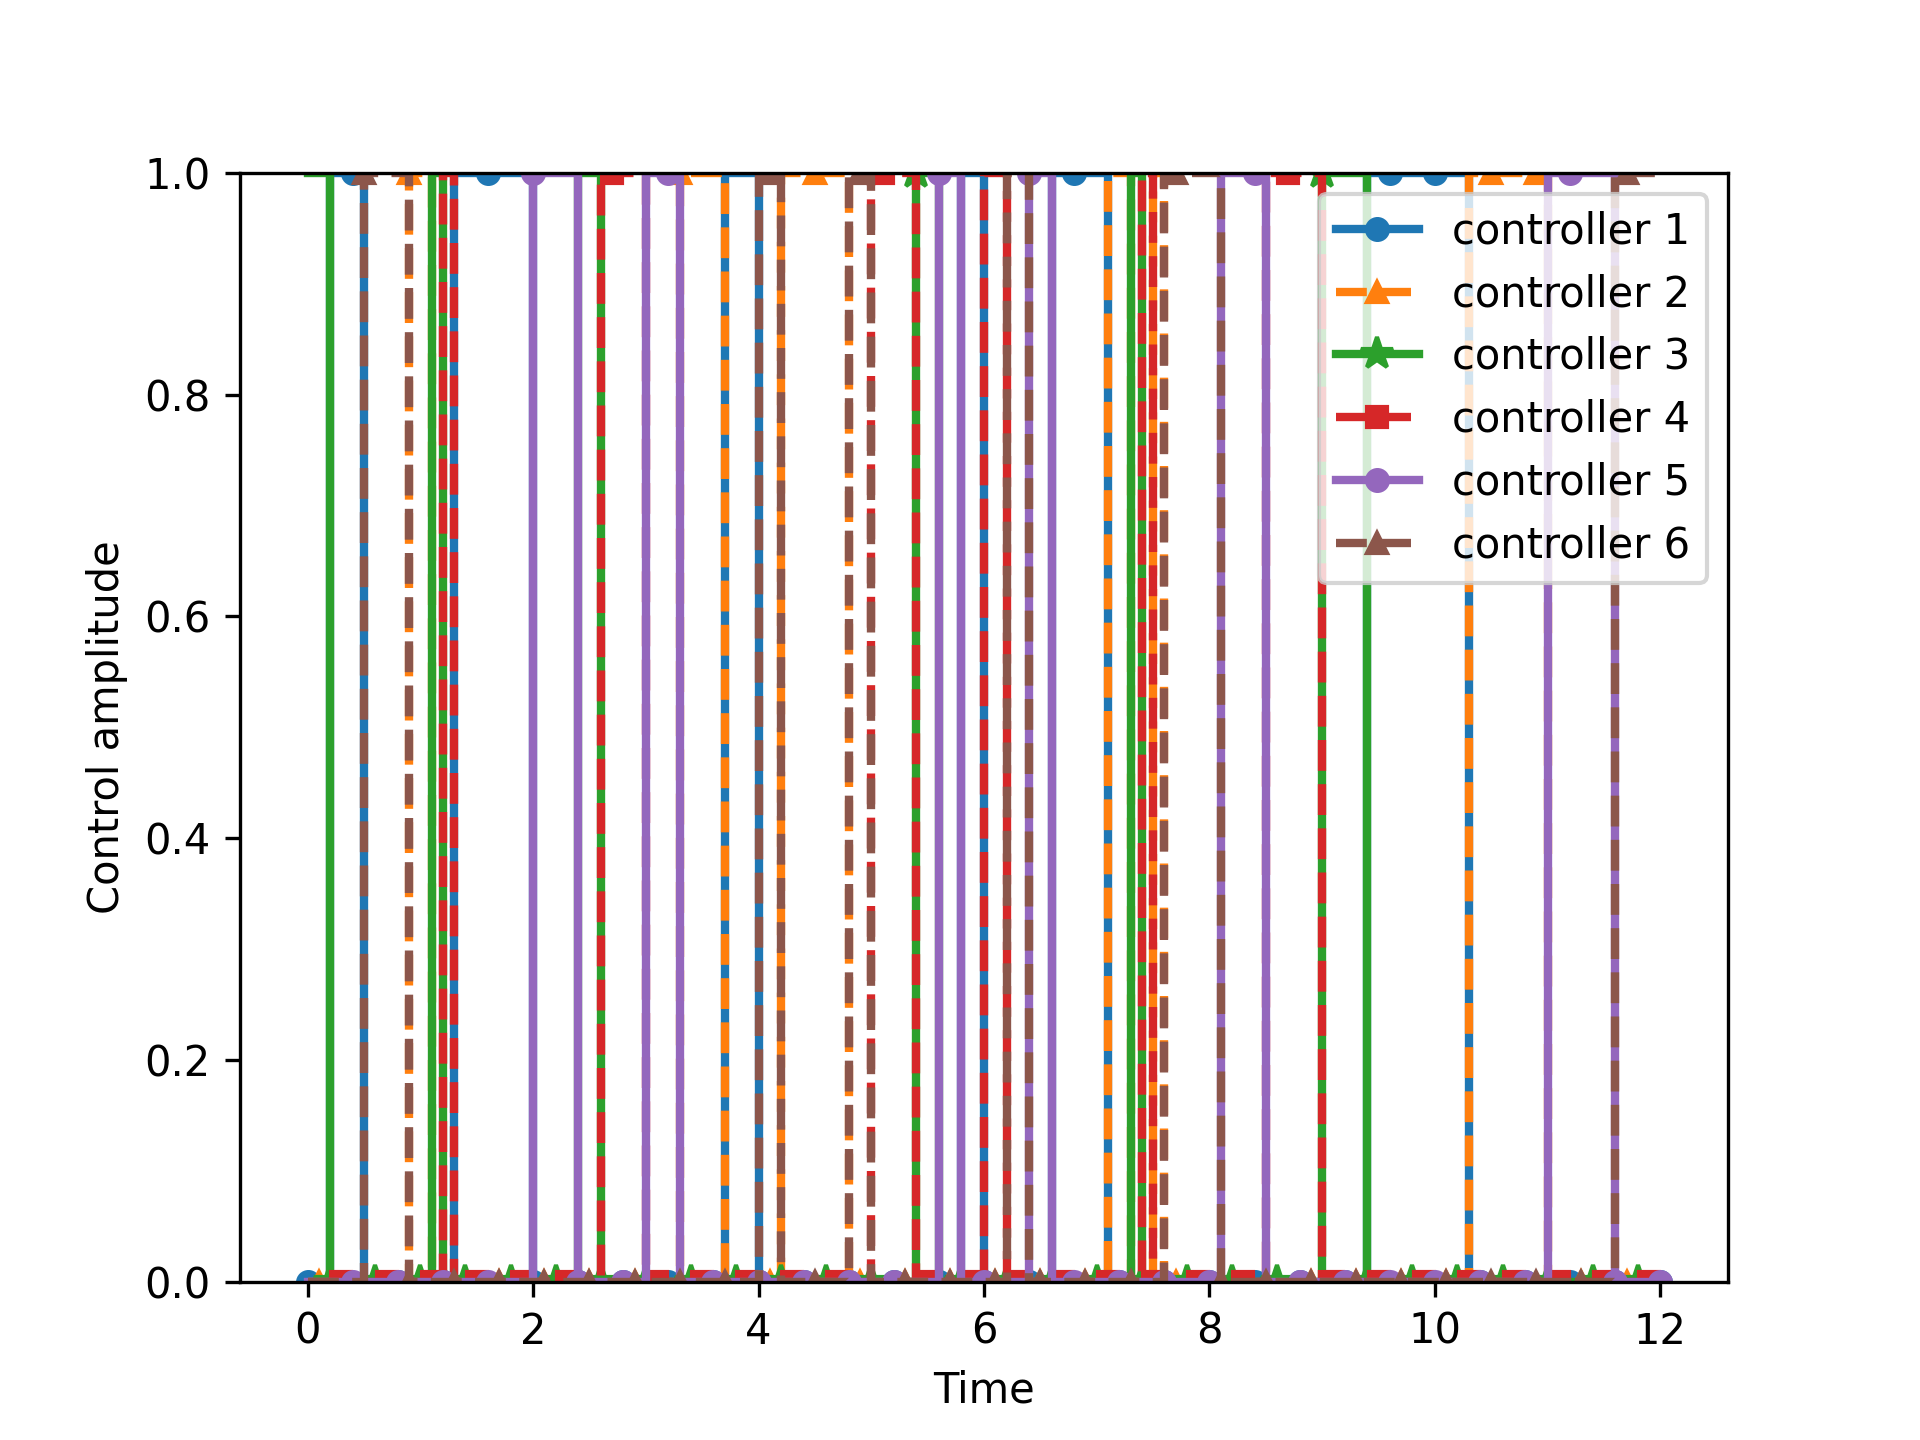 1.0
0.8
0.6
0.4
0.2
0.0
Control amplitude
0 2 4 6 8 10 12
Time
controller 1
controller 2
controller 3
controller 4
controller 5
controller 6